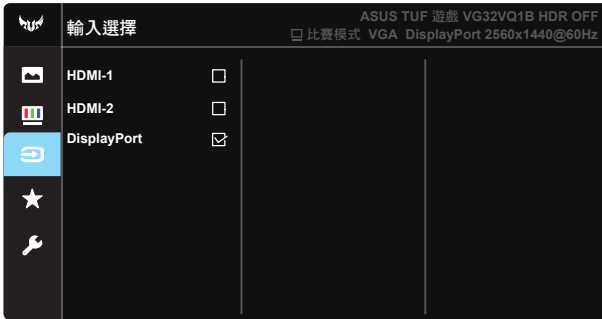 輸入選擇
ASUS TUF 遊戲 VG32VQ1B HDR OFF
比賽模式 VGA DisplayPort 2560x1440@60Hz
HDMI-1
HDMI-2
DisplayPort